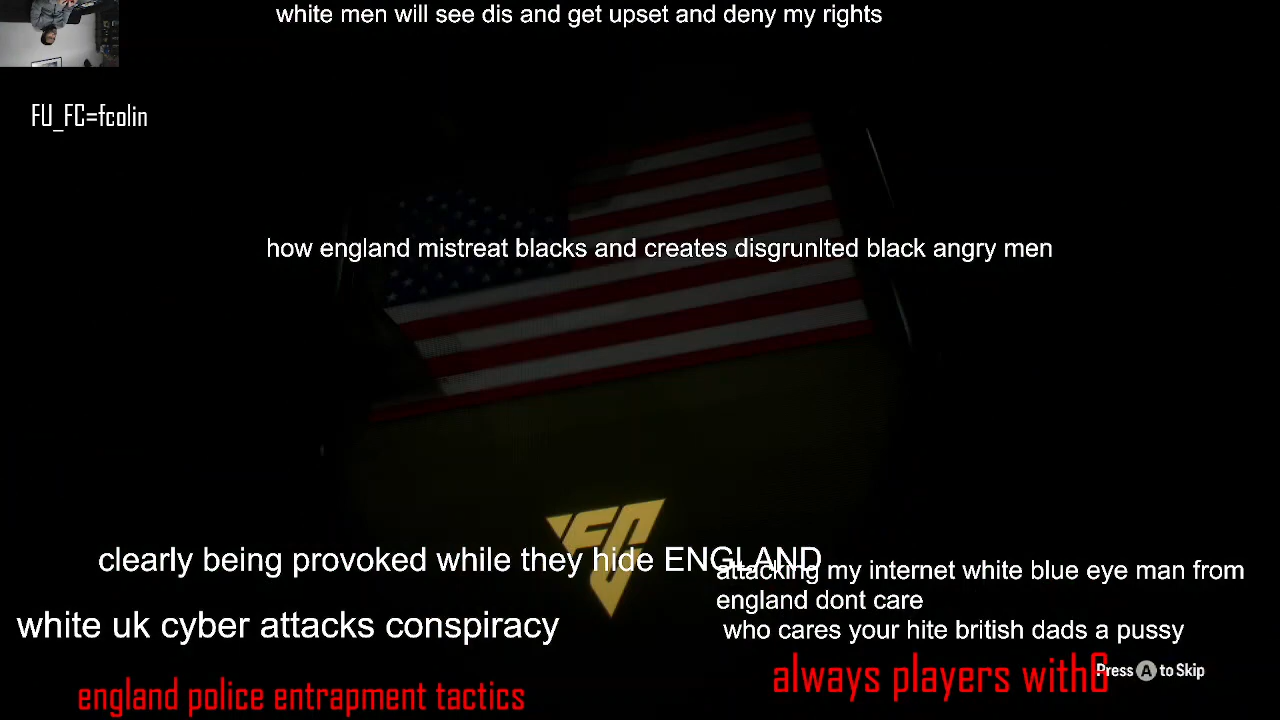 white men will see dis and get upset and deny my rights
FU_FC=fcolin
how england mistreat blacks and creates disgrunlted black angry men
FC
clearly being provoked while they hide ENGLAND
attacking my internet white blue eye man from
england dont care
white uk cyber attacks conspiracy
who cares your hite british dads a pussy
always players with6
Press A to Skip
england police entrapment tactics